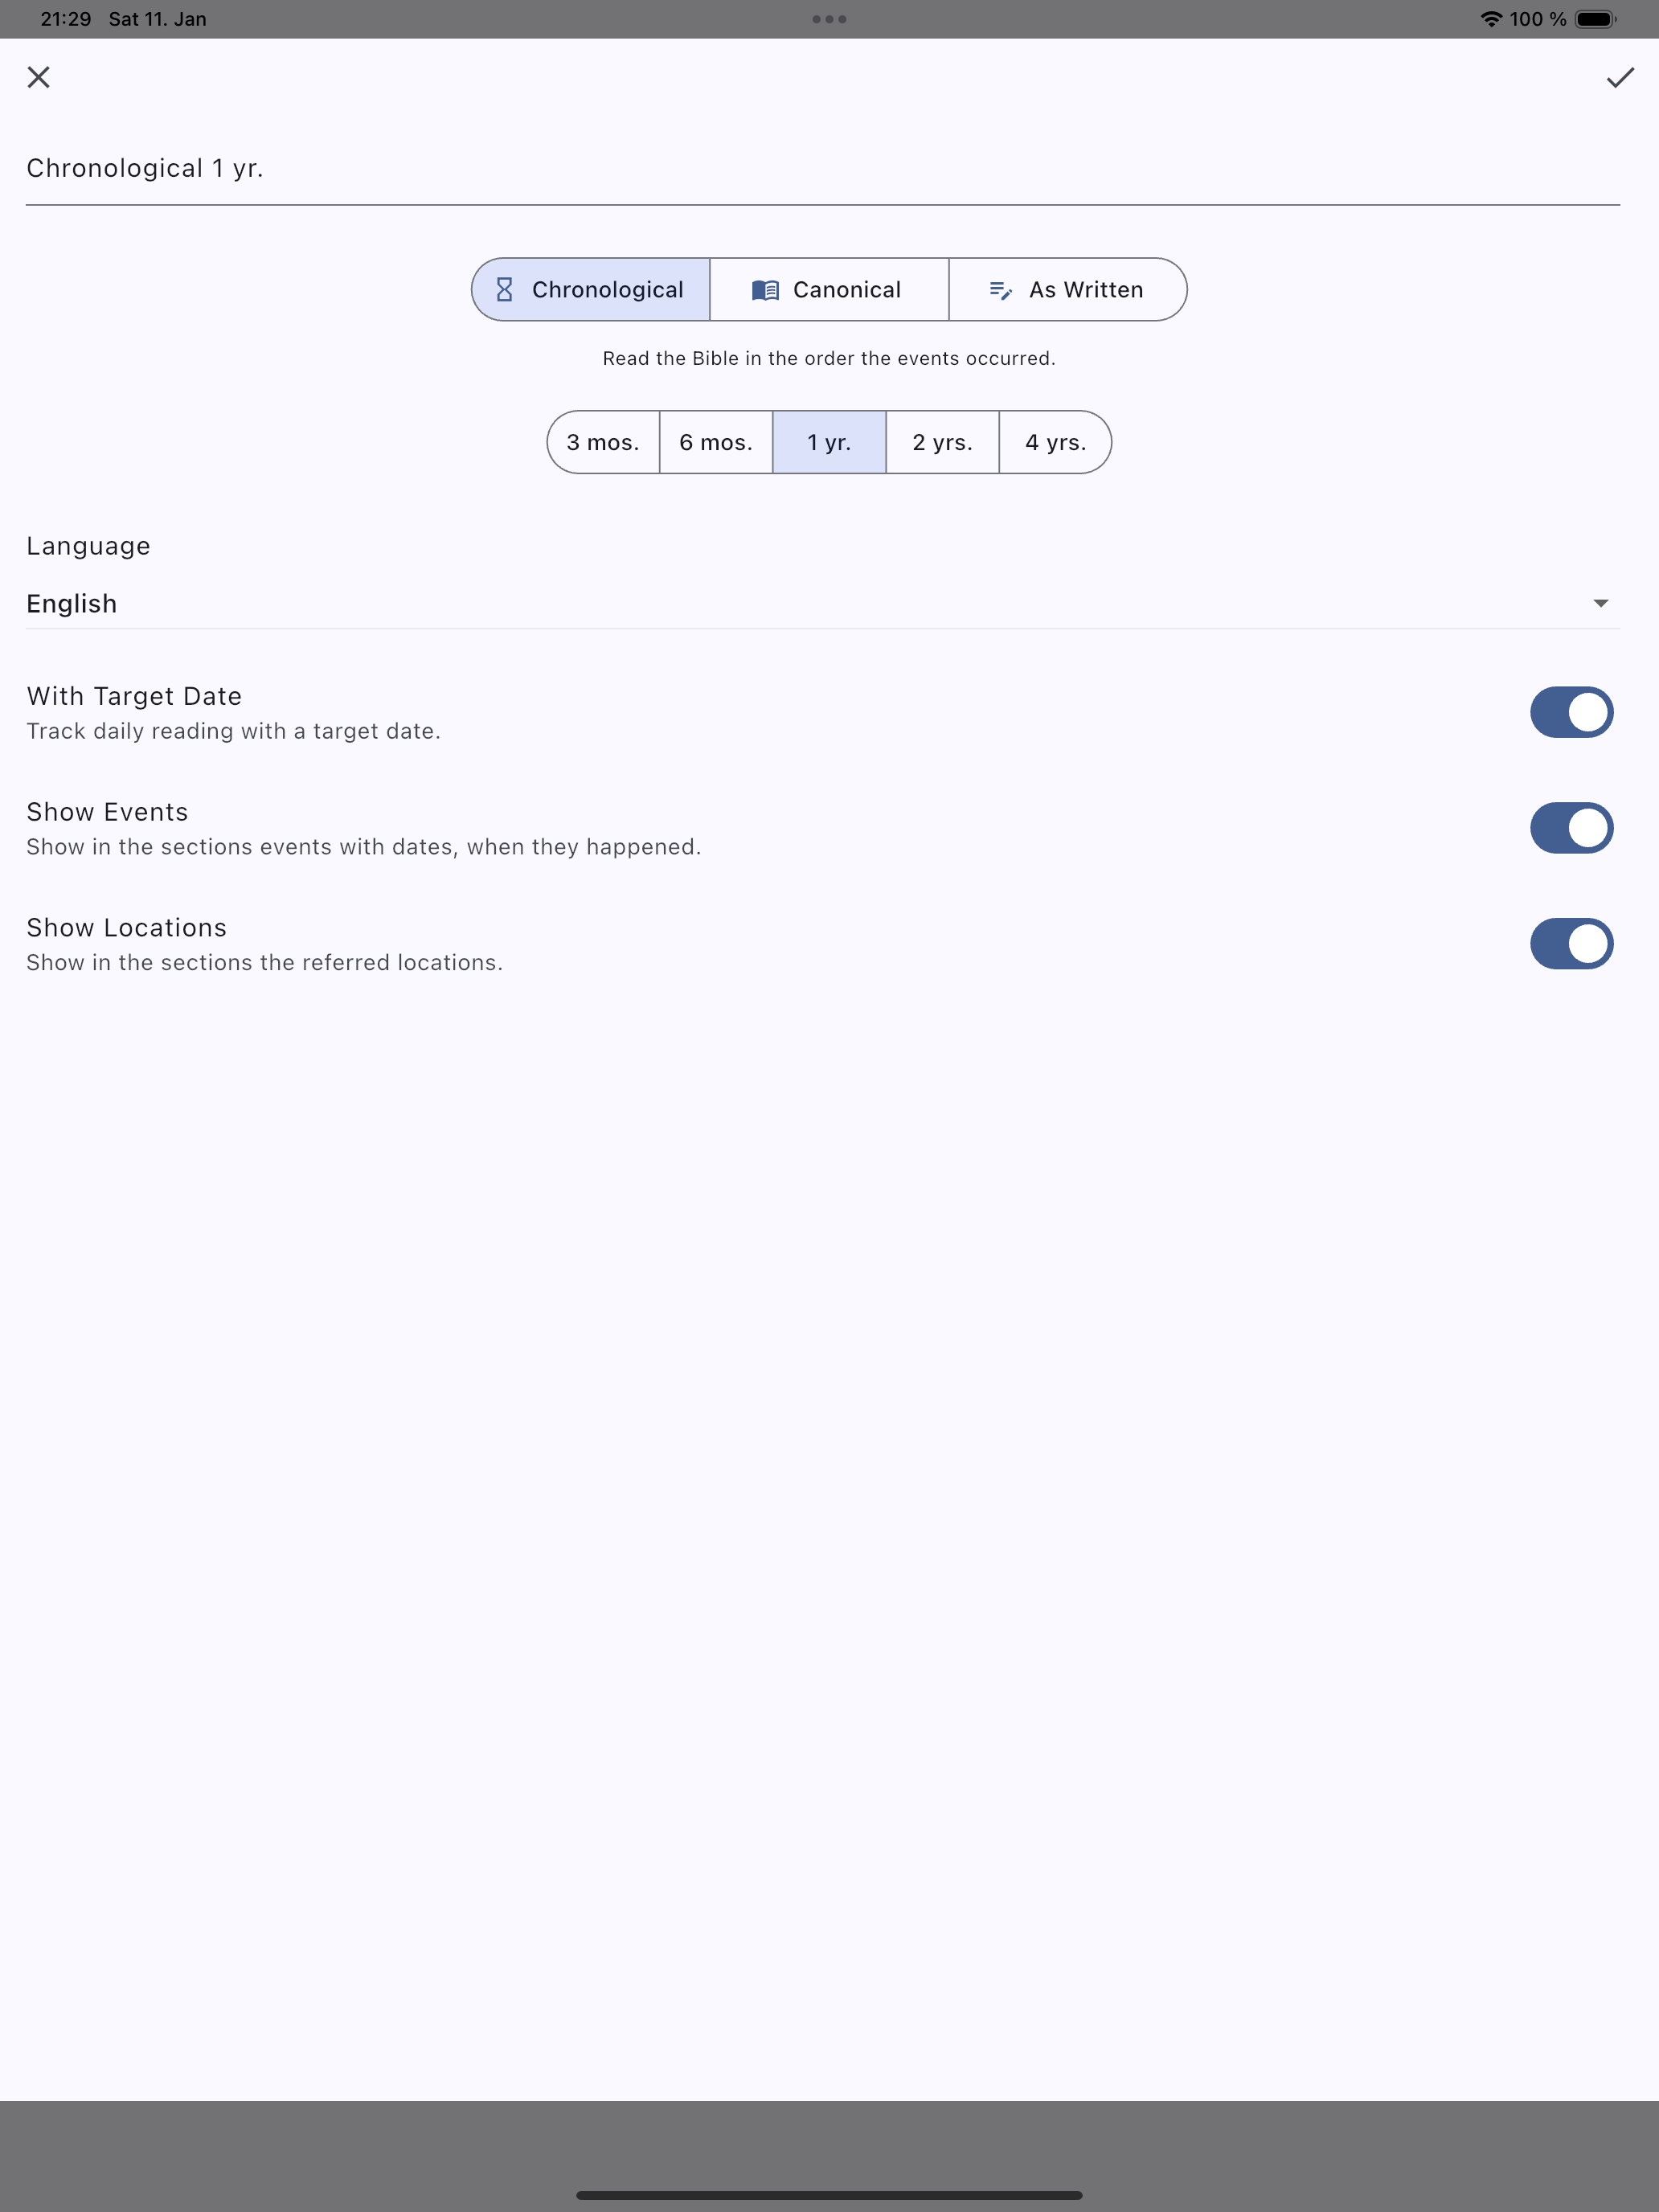 21:29 Sat 11. Jan 100 %
Chronological 1 yr.
Chronological Canonical As Written
Read the Bible in the order the events occurred.
3 mos. 6 mos. 1 yr. 2 yrs. 4 yrs.
Language
English
With Target Date
Track daily reading with a target date.
Show Events
Show in the sections events with dates, when they happened.
Show Locations
Show in the sections the referred locations.